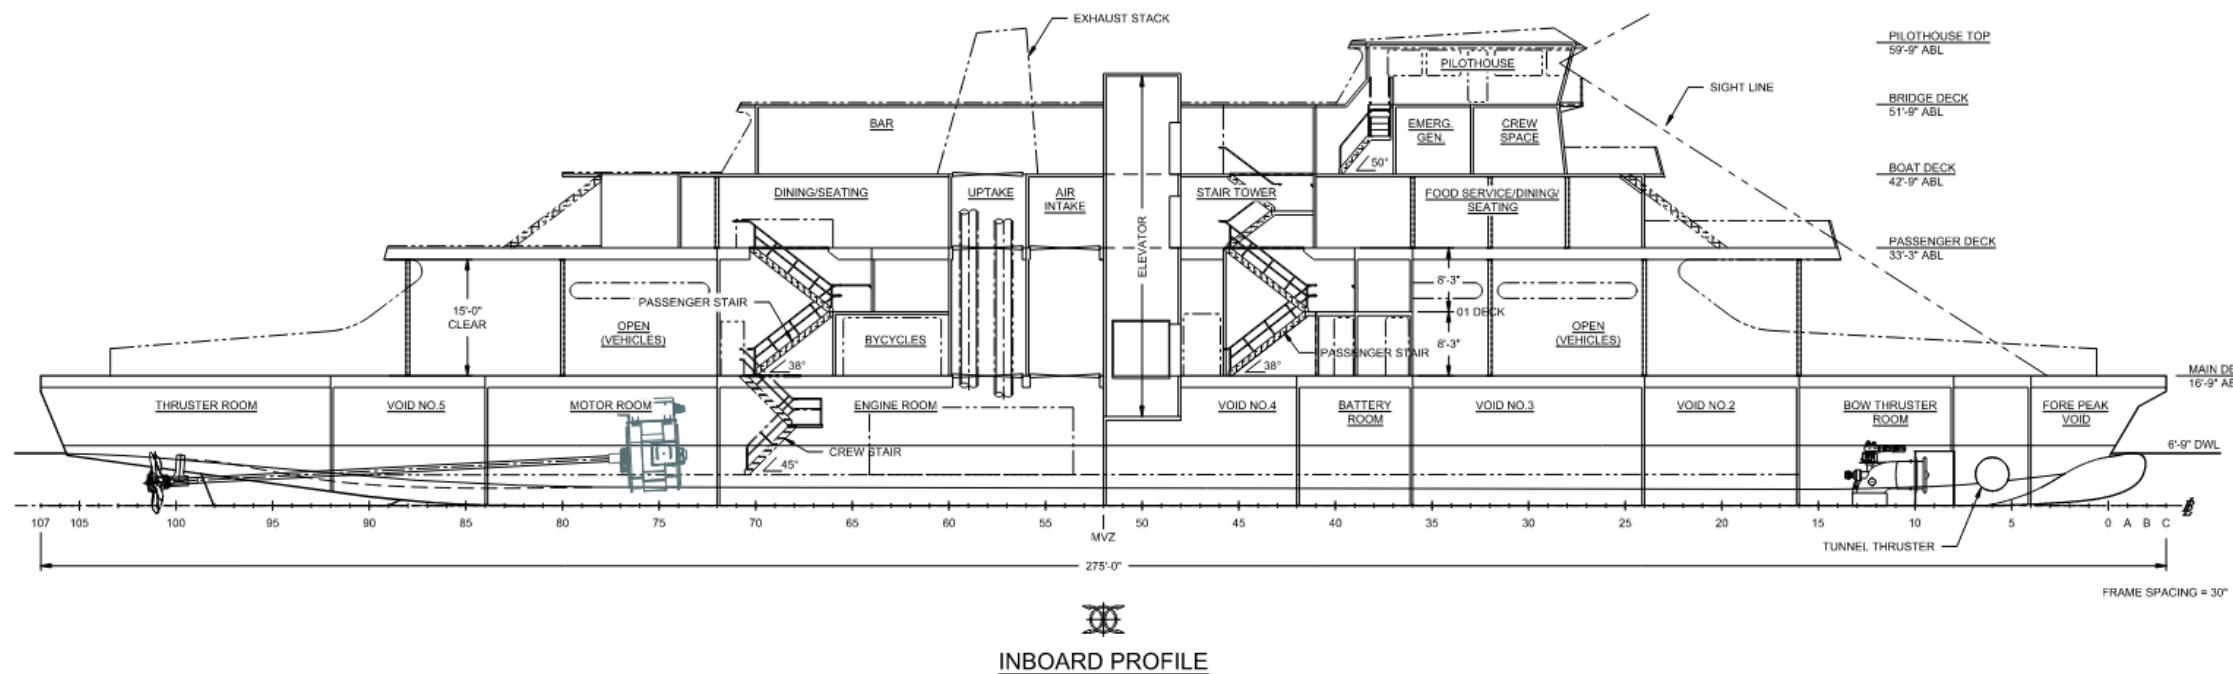 EXHAUST STACK
PILOTHOUSE TOP
59'-9" ABL
PILOTHOUSE
SIGHT LINE
BRIDGE DECK
51'-9" ABL
BAR
EMERG.
GEN.
CREW
SPACE
50°
BOAT DECK
42'-9" ABL
DINING/SEATING
UPTAKE
AIR
INTAKE
ELEVATOR
STAIR TOWER
FOOD SERVICE/DINING/
SEATING
PASSENGER DECK
33'-3" ABL
15'-0"
CLEAR
PASSENGER STAIR
OPEN
(VEHICLES)
BYCYCLES
38°
8'-3"
01 DECK
8'-3"
PASSENGER STAIR
38°
OPEN
(VEHICLES)
MAIN DE
16'-9" AB
THRUSTER ROOM
VOID NO.5
MOTOR ROOM
ENGINE ROOM
VOID NO.4
BATTERY
ROOM
VOID NO.3
VOID NO.2
BOW THRUSTER
ROOM
FORE PEAK
VOID
CREW STAIR
45°
6'-9" DWL
107 105 100 95 90 85 80 75 70 65 60 55 50 45 40 35 30 25 20 15 10 5 0 A B C
MVZ
TUNNEL THRUSTER
275'-0"
FRAME SPACING = 30"
INBOARD PROFILE